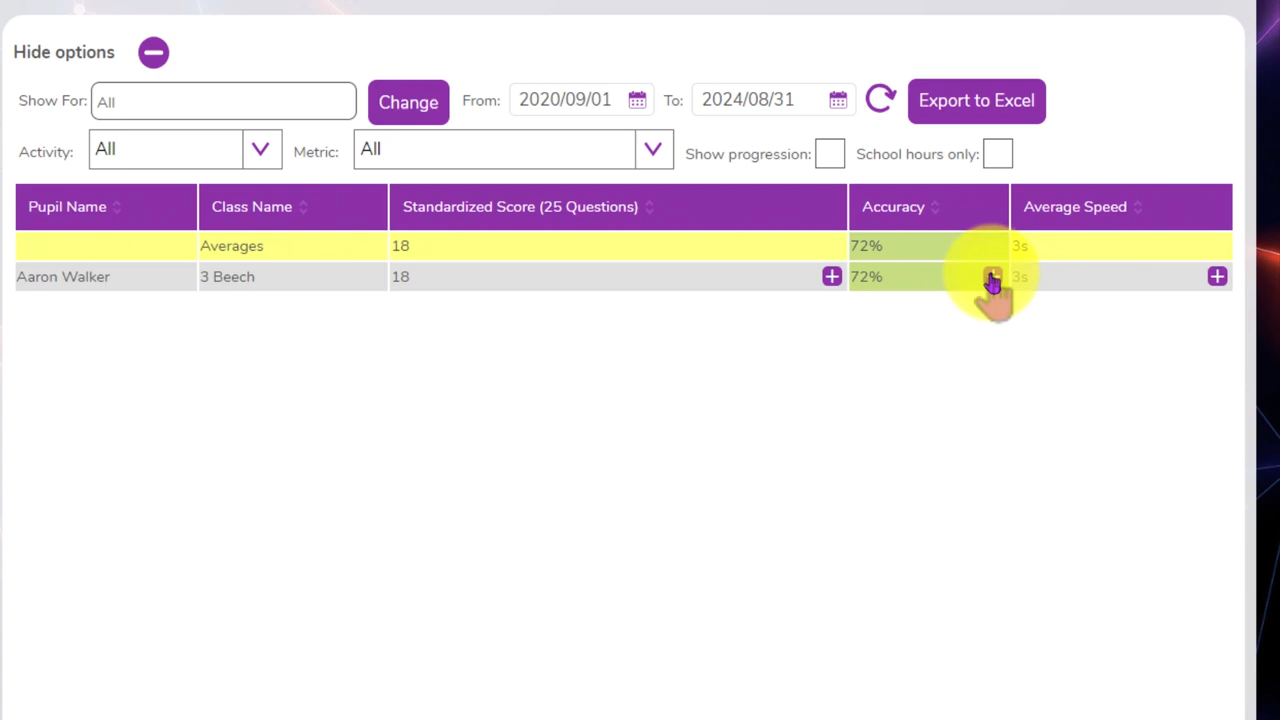 Hide options
Show For: All Change From: 2020/09/01 To: 2024/08/31 Export to Excel
Activity: All Metric: All Show progression: School hours only:
Pupil Name Class Name Standardized Score (25 Questions) Accuracy Average Speed
Averages 18 72% 3s
Aaron Walker 3 Beech 18 72% 3s